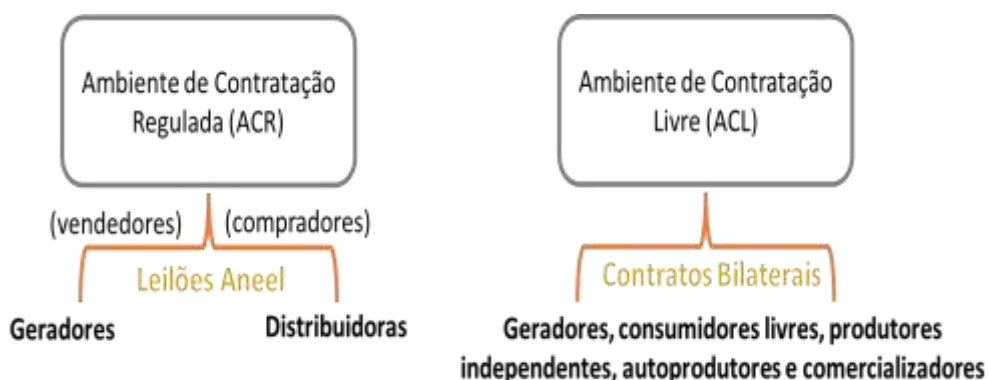 Ambiente de Contratação
Regulada (ACR)
Ambiente de Contratação
Livre (ACL)
(vendedores) (compradores)
Leilões Aneel
Contratos Bilaterais
Geradores
Distribuidoras
Geradores, consumidores livres, produtores
independentes, autoprodutores e comercializadores